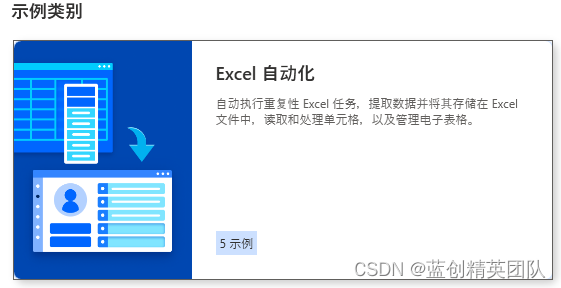 示例类别
Excel 自动化
自动执行重复性 Excel 任务，提取数据并将其存储在 Excel
文件中，读取和处理单元格，以及管理电子表格。
5 示例
CSDN @蓝创精英团队